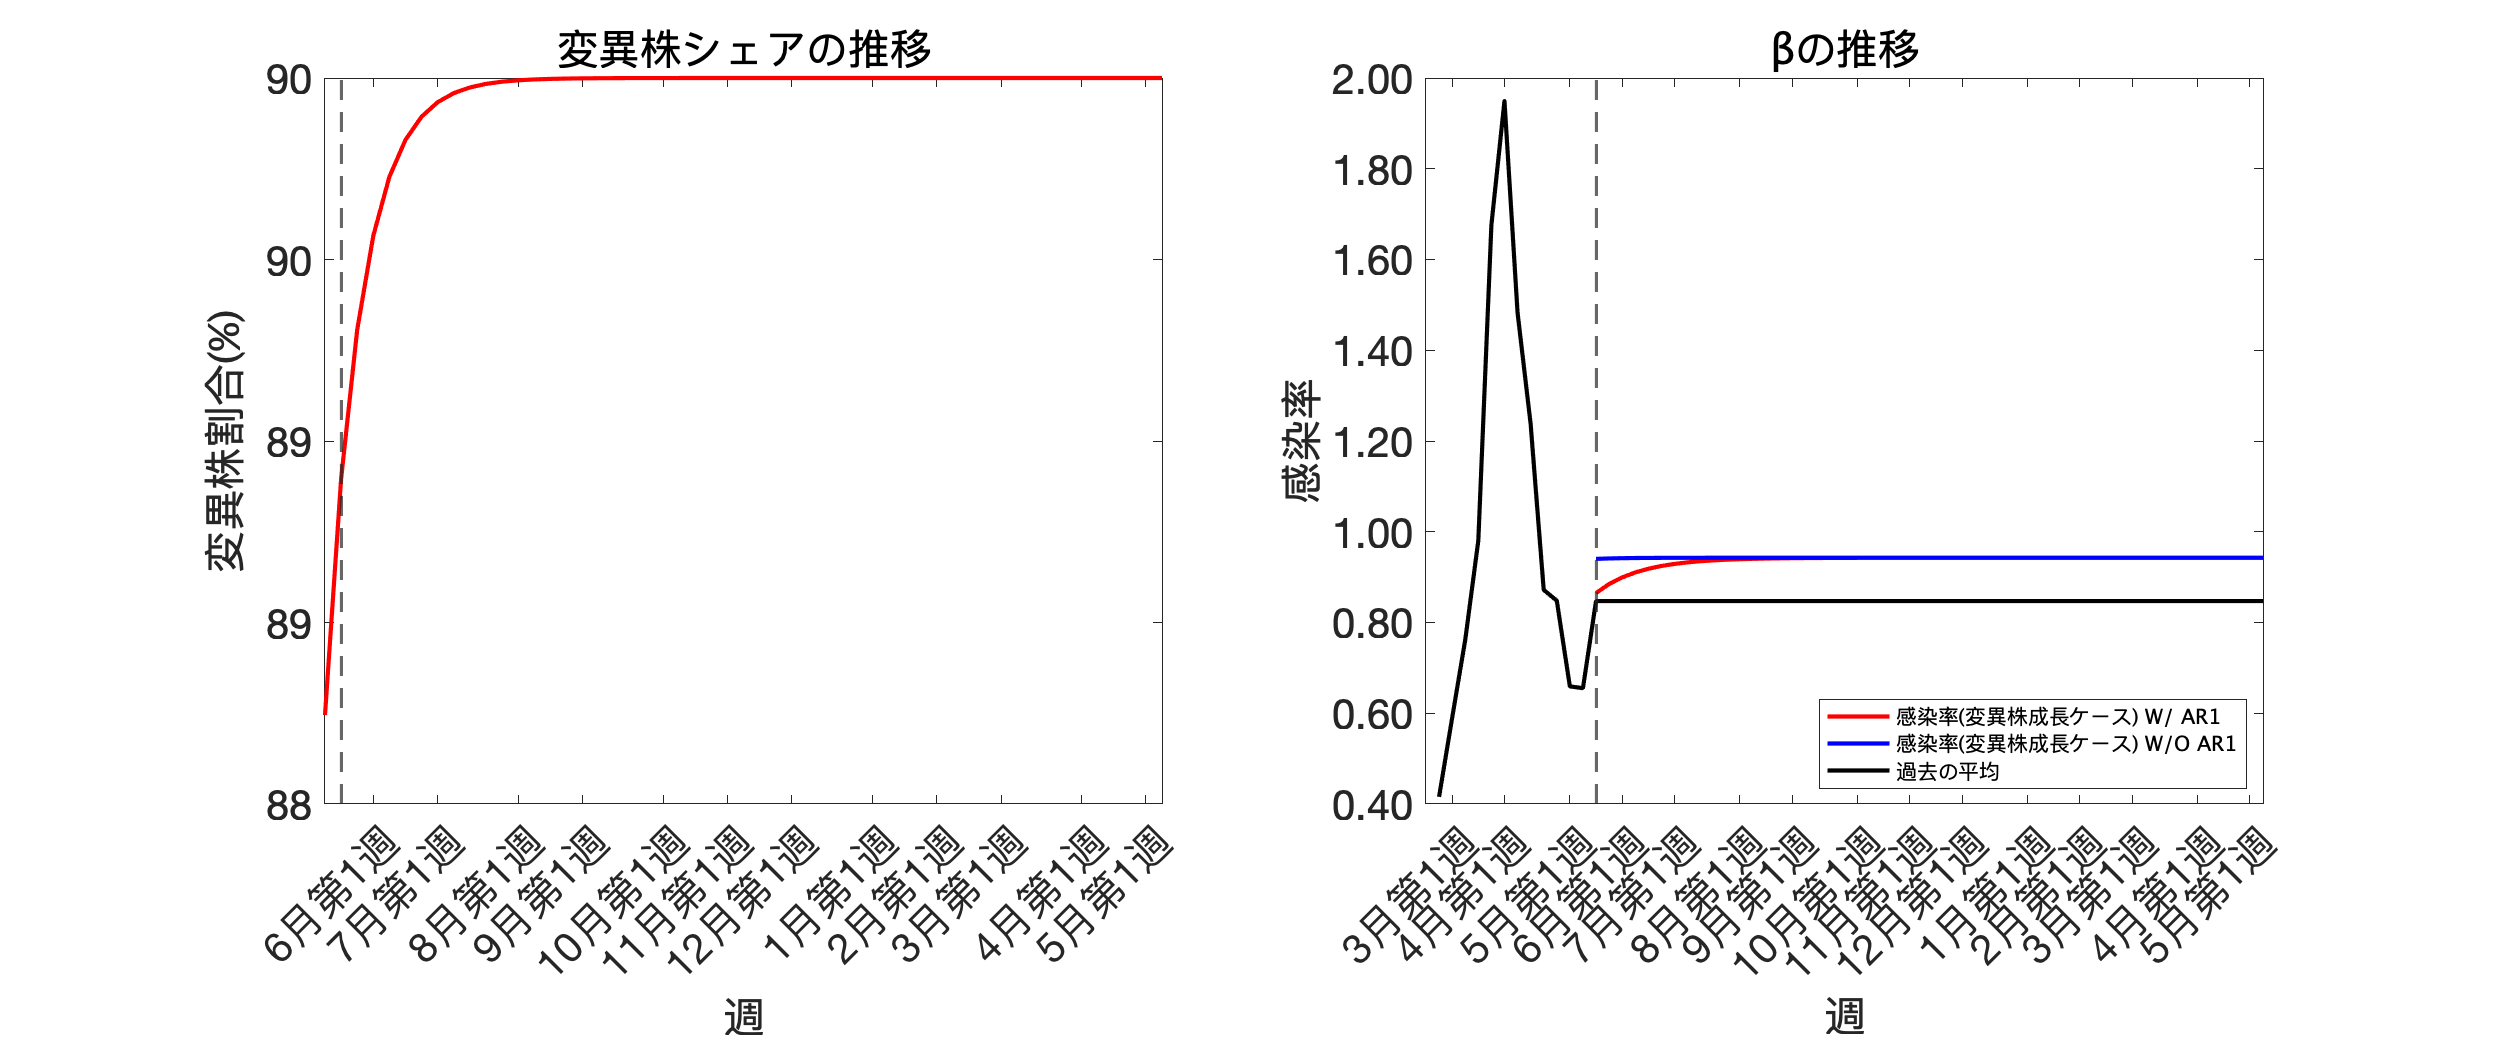 変異株シェアの推移
90
90
89
89
88
変異株割合(%)
6月第1週
7月第1週
8月第1週
9月第1週
10月第1週
11月第1週
12月第1週
1月第1週
2月第1週
3月第1週
4月第1週
5月第1週
週
βの推移
2.00
1.80
1.60
1.40
1.20
1.00
0.80
0.60
0.40
感染率
感染率(変異株成長ケース) W/ AR1
感染率(変異株成長ケース) W/O AR1
過去の平均
3月第1週
4月第1週
5月第1週
6月第1週
7月第1週
8月第1週
9月第1週
10月第1週
11月第1週
12月第1週
1月第1週
2月第1週
3月第1週
4月第1週
5月第1週
週